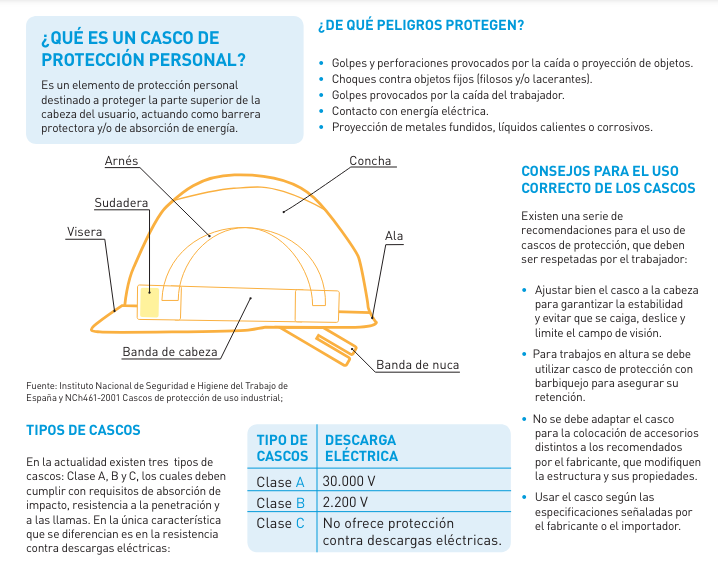 ¿QUÉ ES UN CASCO DE
PROTECCIÓN PERSONAL?
Es un elemento de protección personal
destinado a proteger la parte superior de la
cabeza del usuario, actuando como barrera
protectora y/o de absorción de energía.
¿DE QUÉ PELIGROS PROTEGEN?
• Golpes y perforaciones provocados por la caída o proyección de objetos.
• Choques contra objetos fijos (filosos y/o lacerantes).
• Golpes provocados por la caída del trabajador.
• Contacto con energía eléctrica.
• Proyección de metales fundidos, líquidos calientes o corrosivos.
Arnés
Concha
Sudadera
Visera
Ala
Banda de cabeza
Banda de nuca
Fuente: Instituto Nacional de Seguridad e Higiene del Trabajo de
España y NCh461-2001 Cascos de protección de uso industrial;
CONSEJOS PARA EL USO
CORRECTO DE LOS CASCOS
Existen una serie de
recomendaciones para el uso de
cascos de protección, que deben
ser respetadas por el trabajador:
• Ajustar bien el casco a la cabeza
para garantizar la estabilidad
y evitar que se caiga, deslice y
limite el campo de visión.
• Para trabajos en altura se debe
utilizar casco de protección con
barbiquejo para asegurar su
retención.
• No se debe adaptar el casco
para la colocación de accesorios
distintos a los recomendados
por el fabricante, que modifiquen
la estructura y sus propiedades.
• Usar el casco según las
especificaciones señaladas por
el fabricante o el importador.
TIPOS DE CASCOS
En la actualidad existen tres tipos de
cascos: Clase A, B y C, los cuales deben
cumplir con requisitos de absorción de
impacto, resistencia a la penetración y
a las llamas. En la única característica
que se diferencian es en la resistencia
contra descargas eléctricas:
TIPO DE
CASCOS
DESCARGA
ELÉCTRICA
Clase A 30.000 V
Clase B 2.200 V
Clase C No ofrece protección
contra descargas eléctricas.